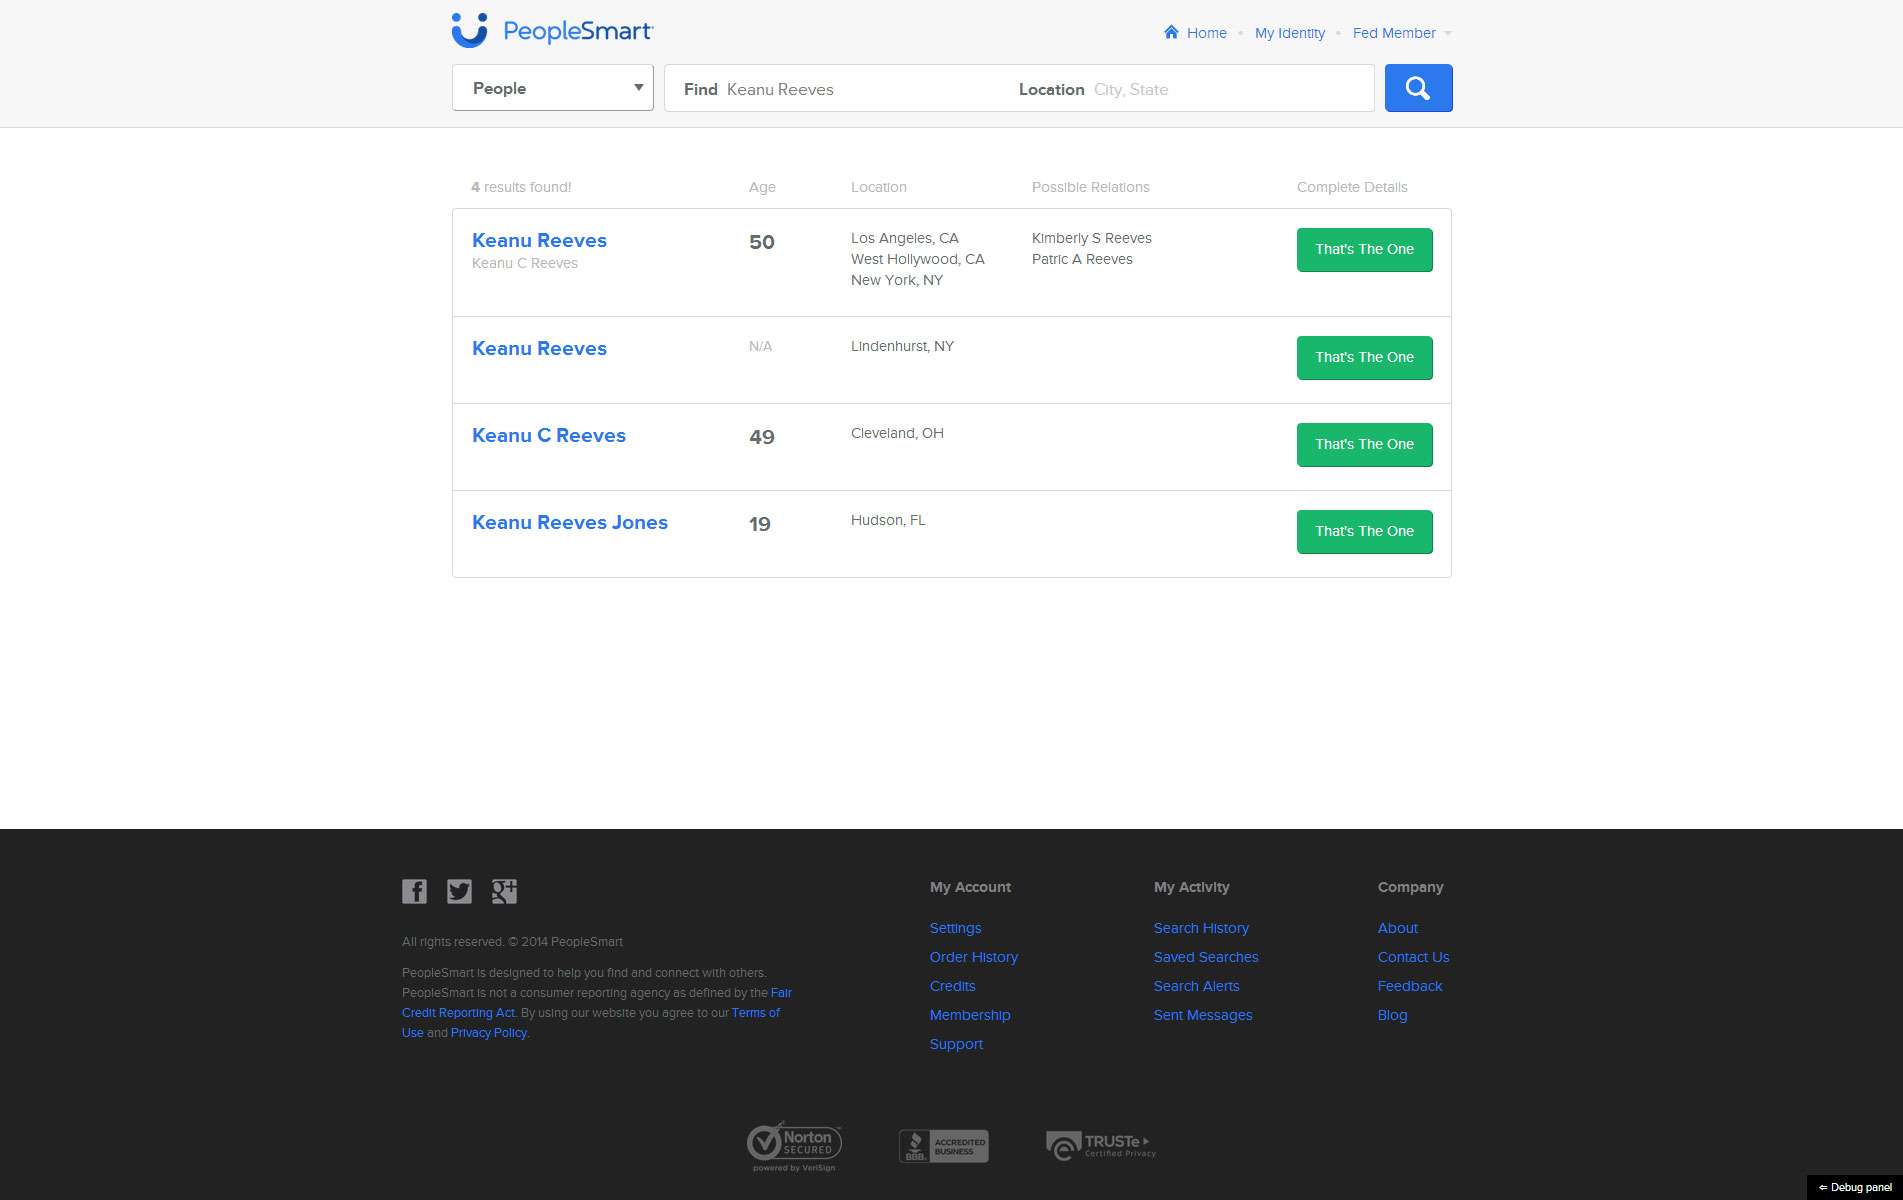 PeopleSmart
Home • My Identity • Fed Member
People
Find Keanu Reeves Location City, State
4 results found! Age Location Possible Relations Complete Details
Keanu Reeves 50 Los Angeles, CA Kimberly S Reeves That's The One
Keanu C Reeves West Hollywood, CA Patric A Reeves
New York, NY
Keanu Reeves N/A Lindenhurst, NY That's The One
Keanu C Reeves 49 Cleveland, OH That's The One
Keanu Reeves Jones 19 Hudson, FL That's The One
All rights reserved. © 2014 PeopleSmart
PeopleSmart is designed to help you find and connect with others.
PeopleSmart is not a consumer reporting agency as defined by the Fair
Credit Reporting Act. By using our website you agree to our Terms of
Use and Privacy Policy.
My Account
Settings
Order History
Credits
Membership
Support
My Activity
Search History
Saved Searches
Search Alerts
Sent Messages
Company
About
Contact Us
Feedback
Blog
Norton
SECURED
powered by VeriSign
BBB.
ACCREDITED
BUSINESS
TRUSTe
Certified Privacy
⇐ Debug panel